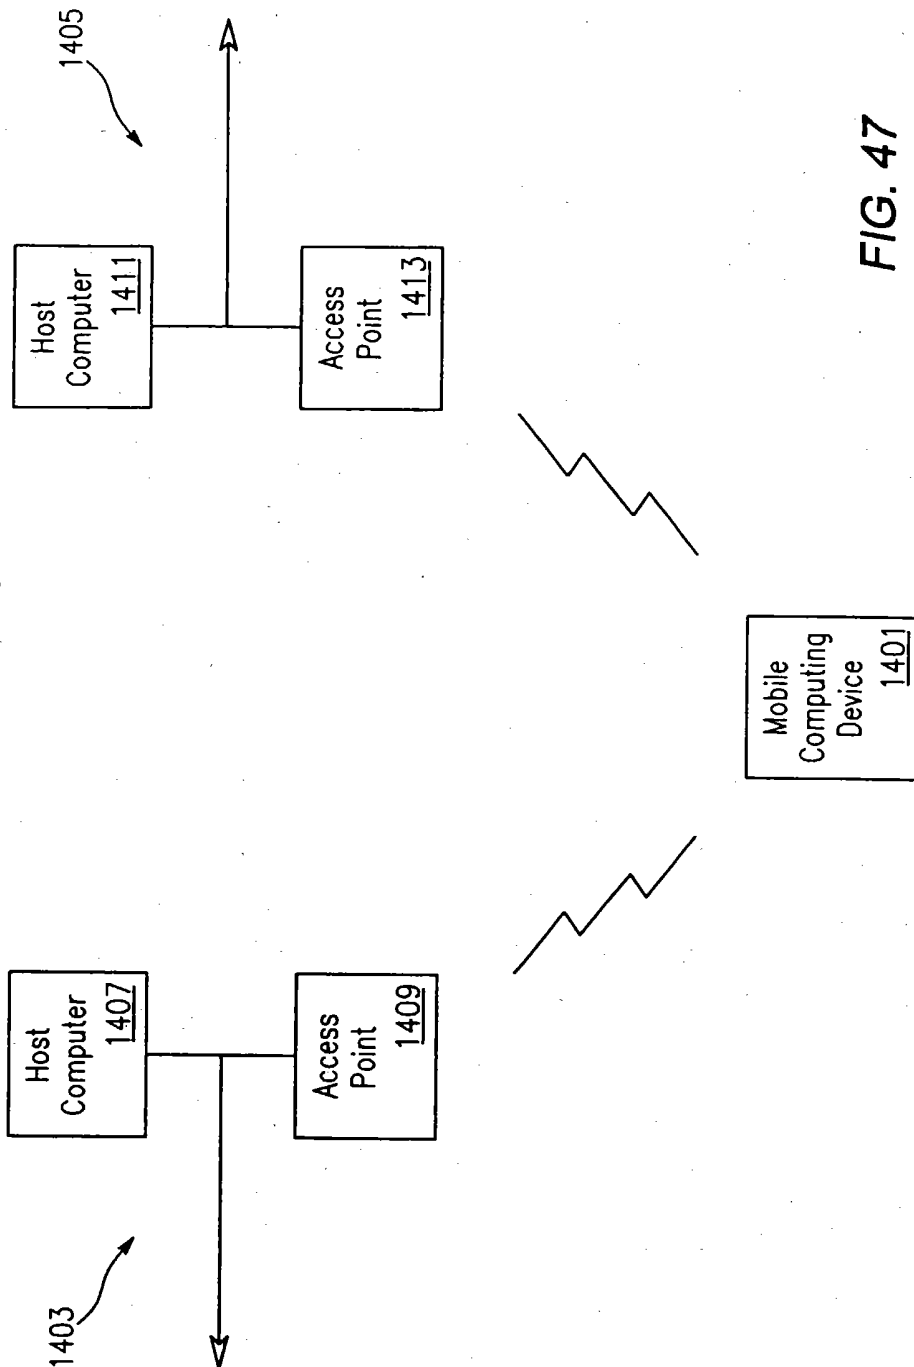 1403
1405
Host
Computer
1407
Host
Computer
1411
Access
Point
1409
Access
Point
1413
Mobile
Computing
Device
1401
FIG. 47